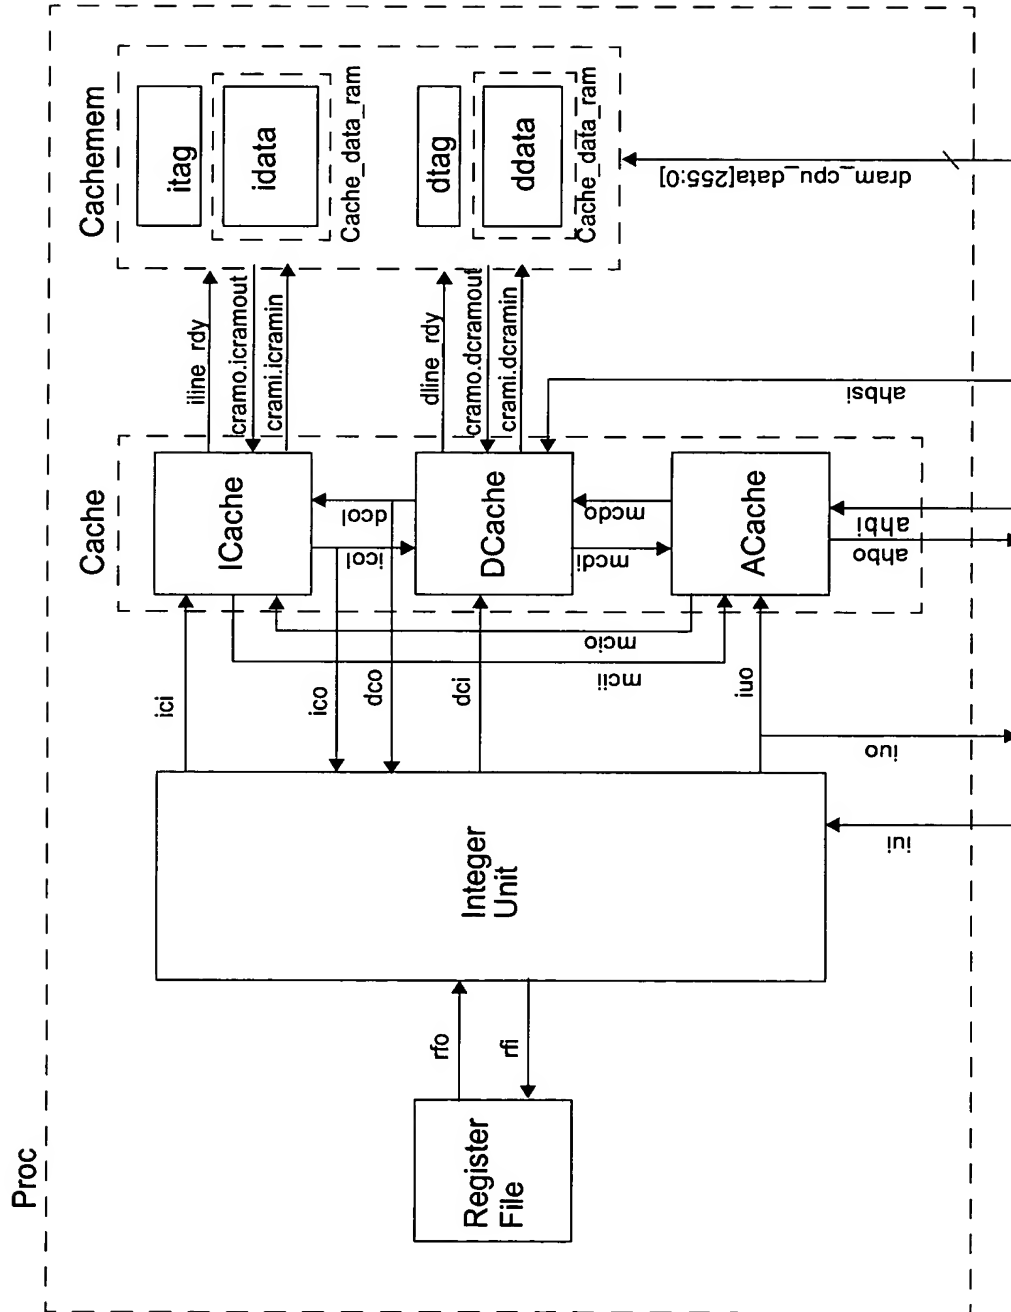 Proc
Cachemem
itag
idata
Cache_data_ram
dtag
ddata
Cache_data_ram
dram_cpu_data[255:0]
iline_rdy
cramo.icramout
crami.icramin
dline_rdy
cramo.dcramout
crami.dcramin
ahbsi
Cache
ICache
dcol
icol
DCache
mcdo
mcdi
ACache
ahbi
ahbo
mcio
mcii
ici
ico
dco
dci
iuo
iuo
Integer
Unit
iui
rfo
rfi
Register
File